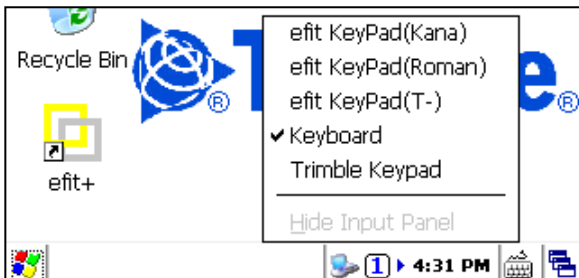 Recycle Bin
efit+
T e
®
®
efit KeyPad(Kana)
efit KeyPad(Roman)
efit KeyPad(T-)
✓ Keyboard
Trimble Keypad
Hide Input Panel
1
4:31 PM